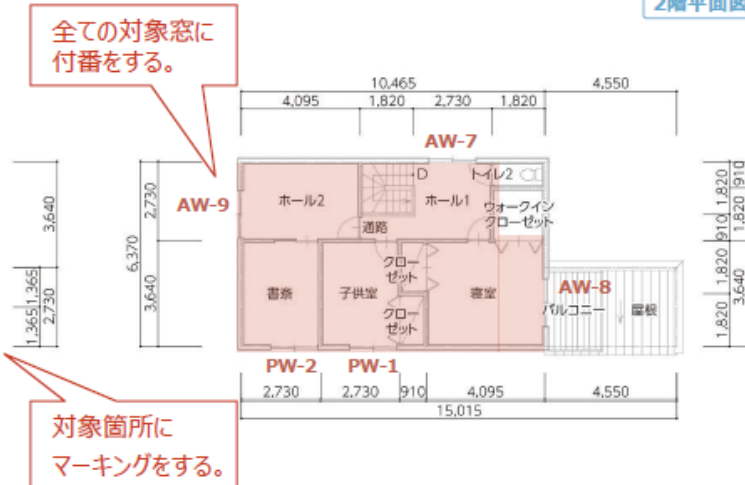 2階平面図
全ての対象窓に
付番をする。
10,465
4,550
4,095
1,820
2,730
1,820
AW-7
D
トイレ2
AW-9
ホール2
ホール1
ウォークイン
クローゼット
通路
クロー
ゼット
書斎
子供室
寝室
AW-8
クロー
ゼット
バルコニー
屋根
3,640
1,365
1,365
2,730
6,370
2,730
3,640
1,820
910
910
1,820
1,820
1,820
3,640
PW-2
PW-1
2,730
2,730
910
4,095
4,550
15,015
対象箇所に
マーキングをする。